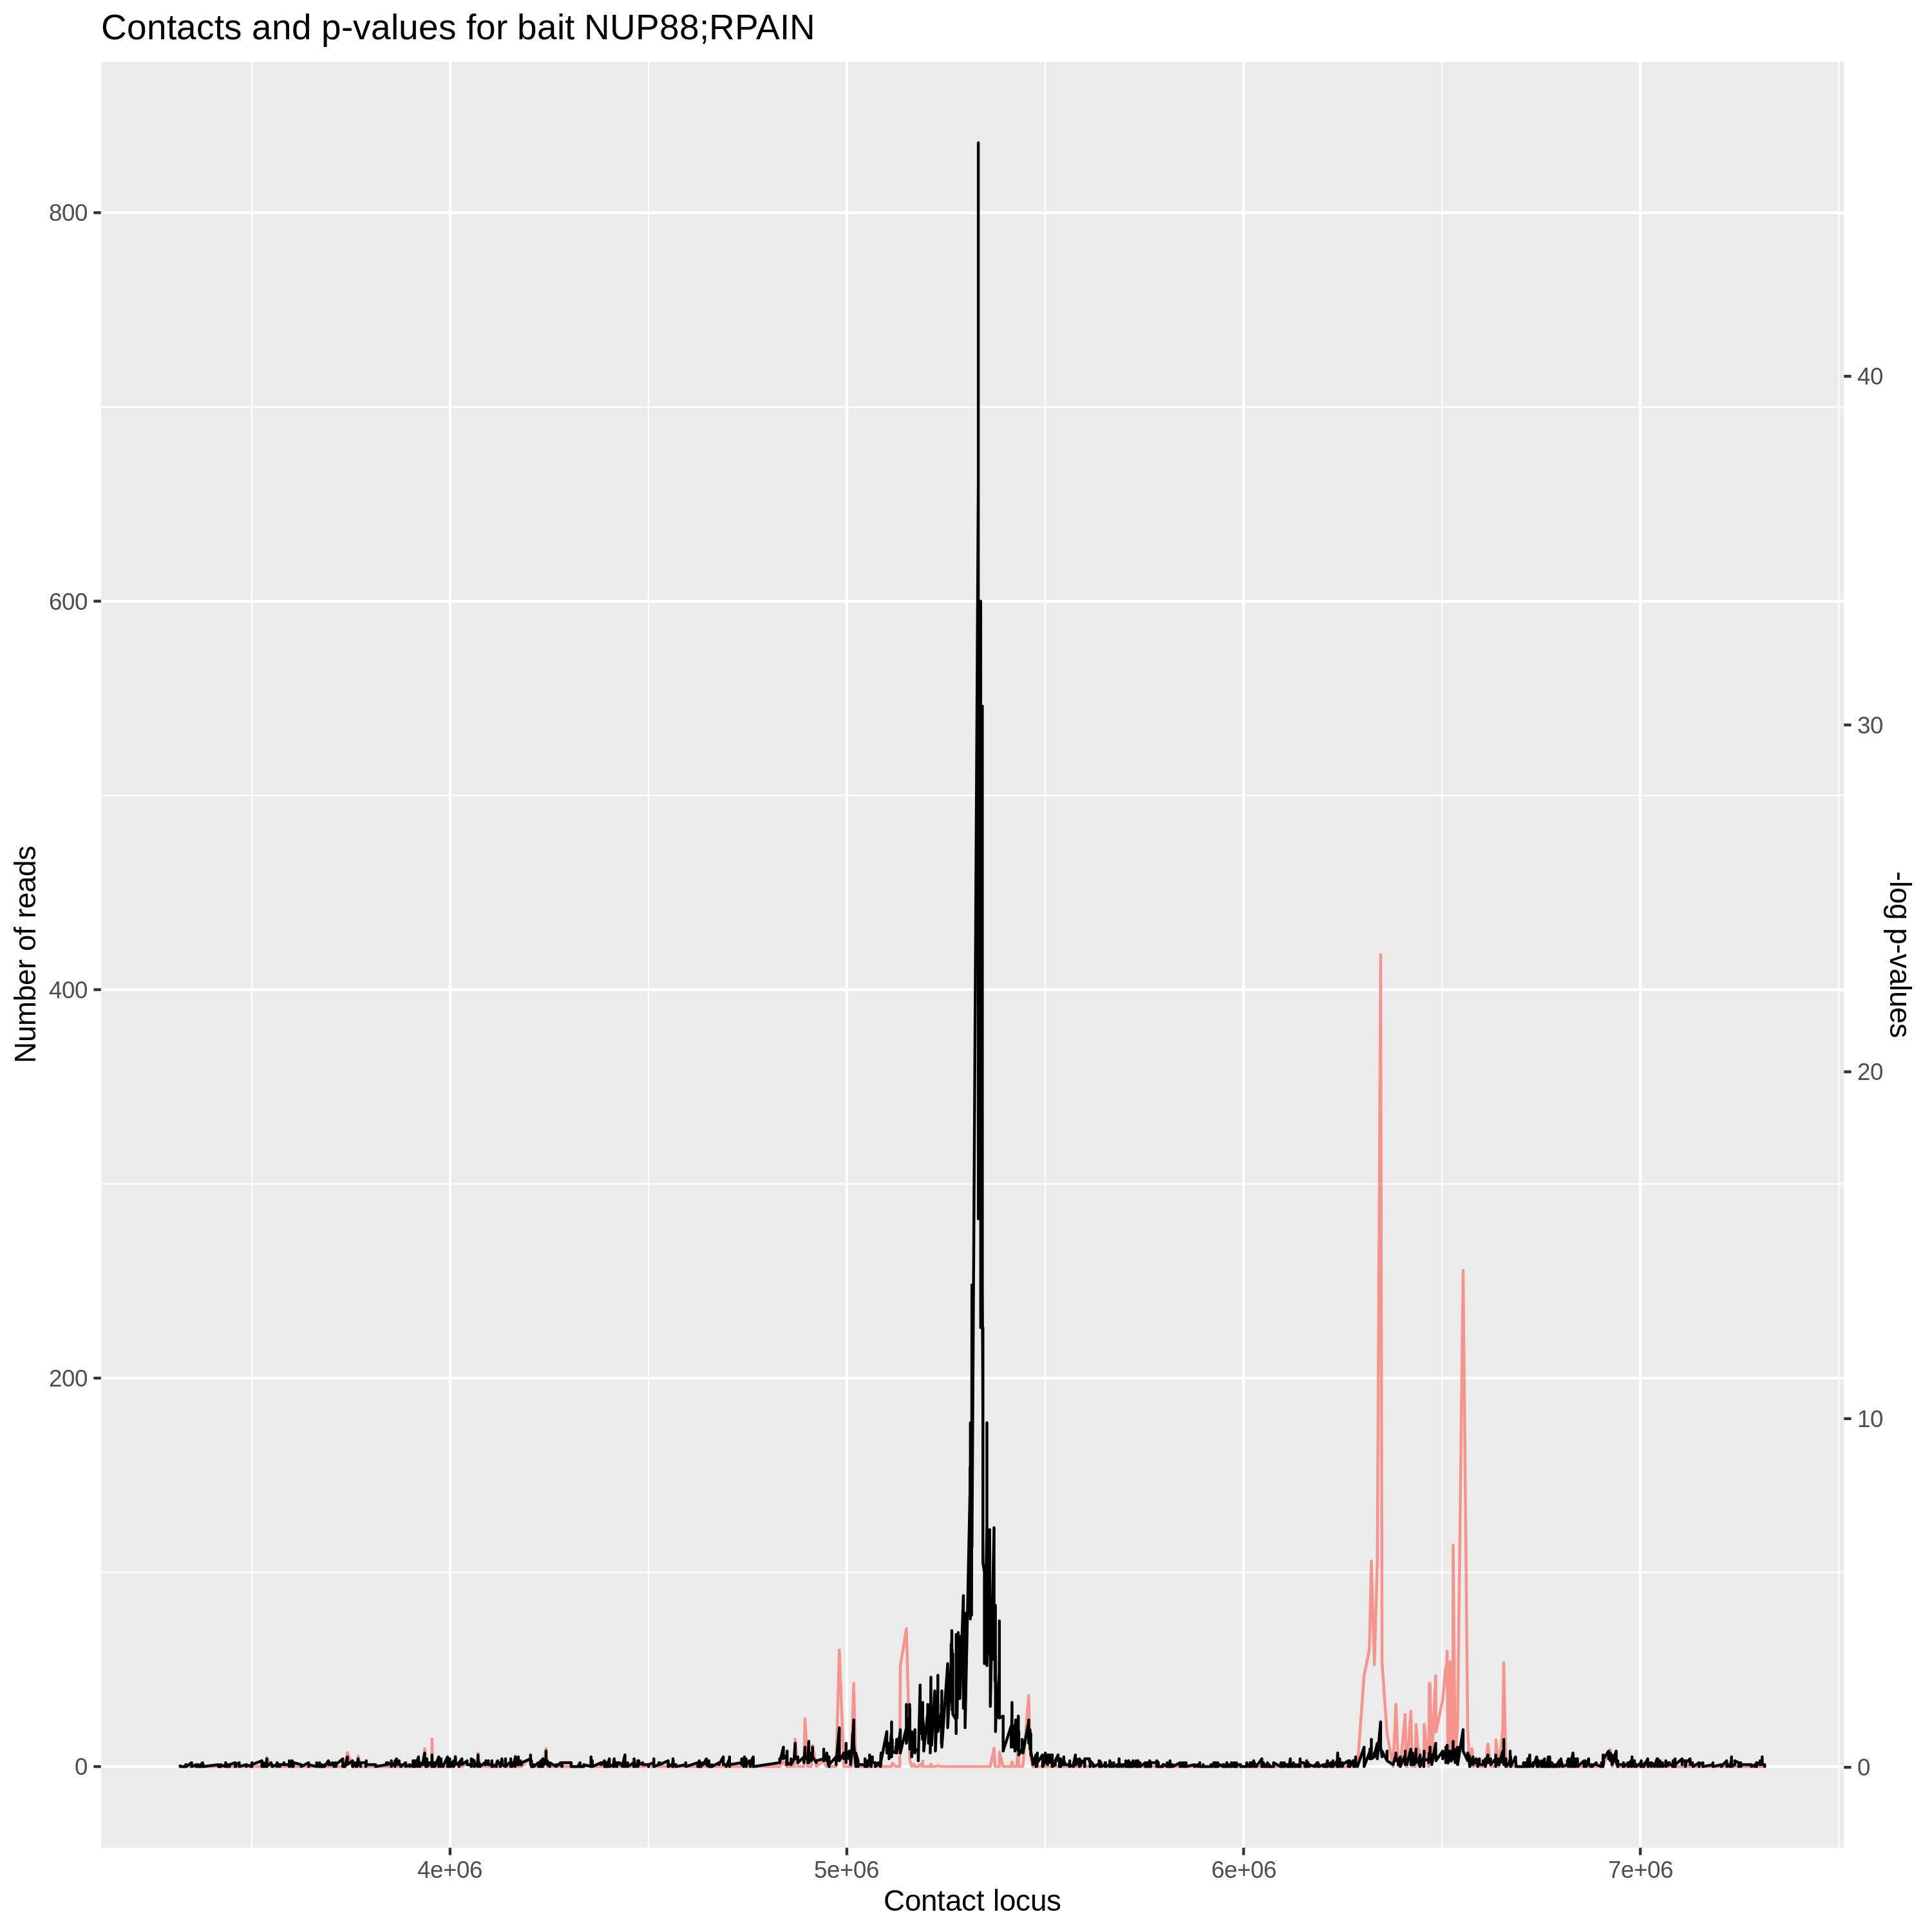 Contacts and p-values for bait NUP88;RPAIN
Number of reads
800
600
400
200
0
40
30
20
10
0
-log p-values
4e+06 5e+06 6e+06 7e+06
Contact locus